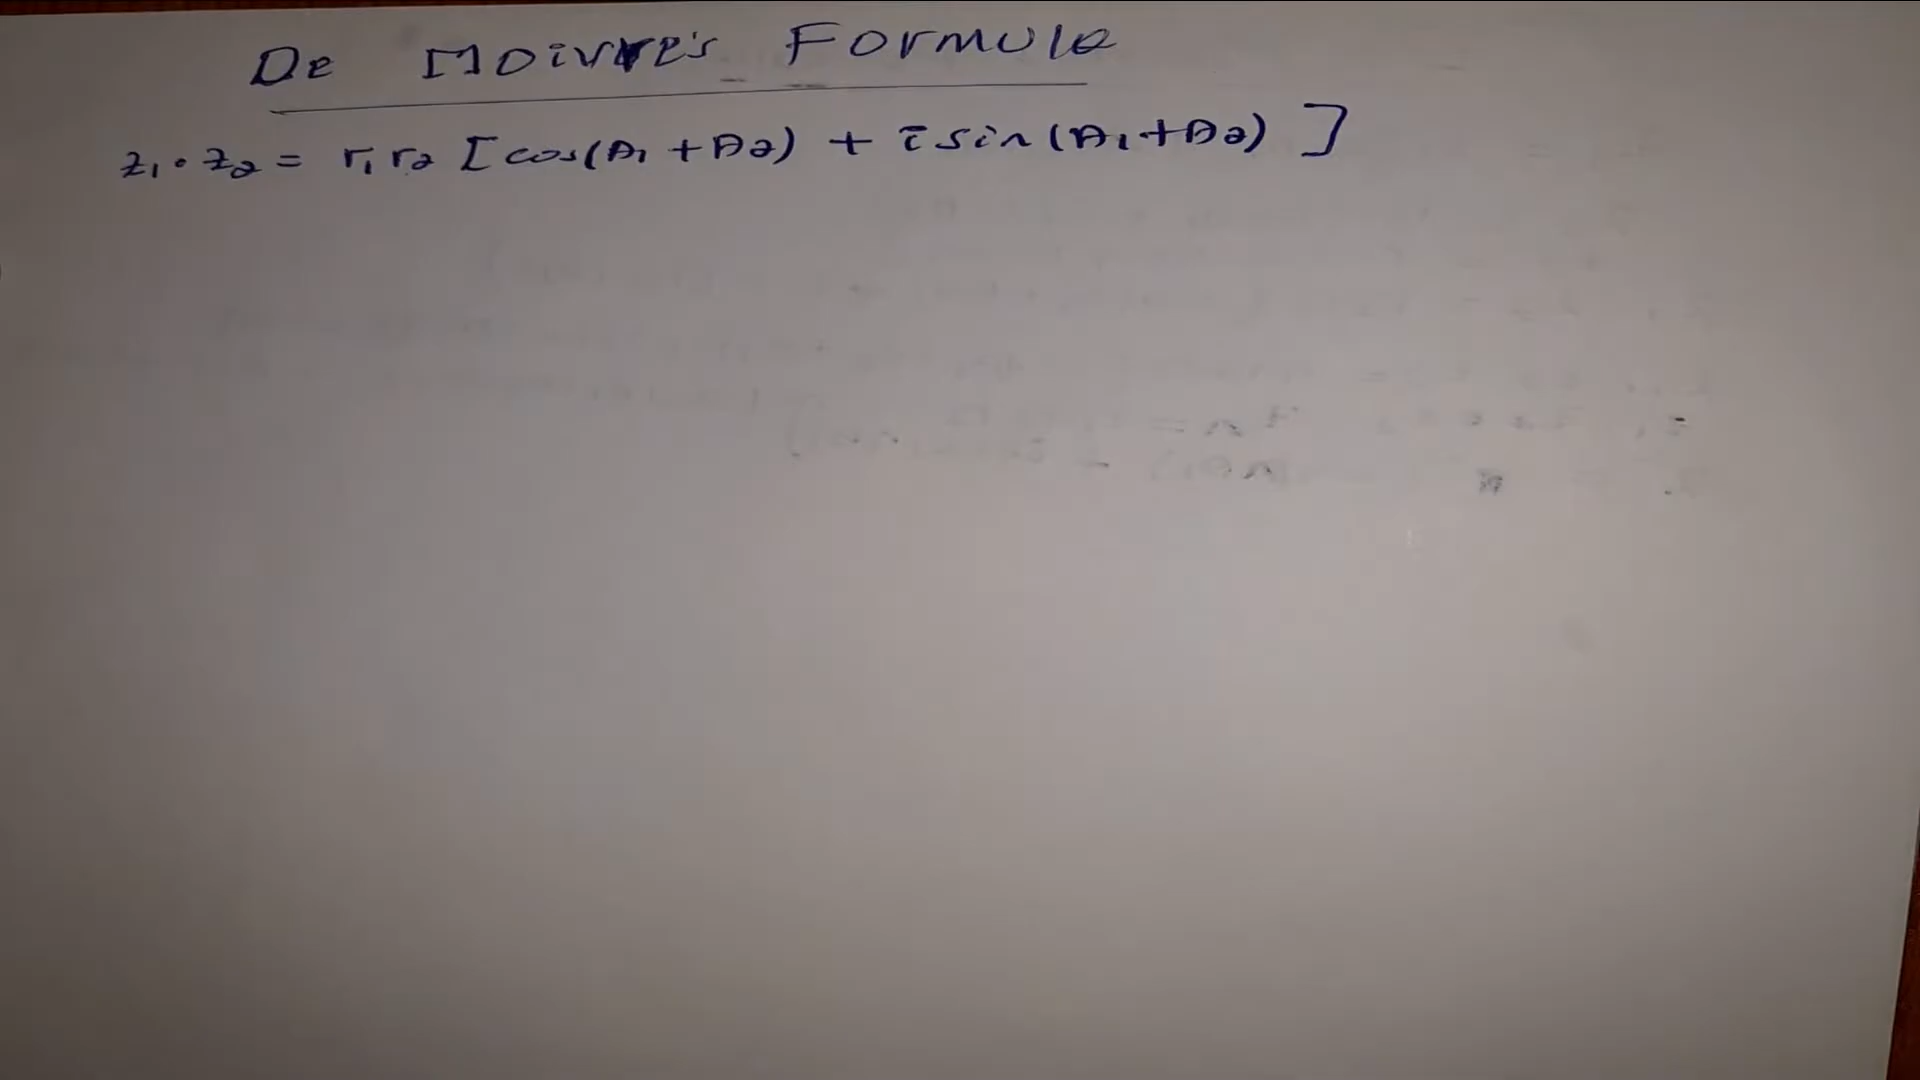 De Moivre's Formula
z₁ • z₂ = r₁ r₂ [cos(θ₁ + θ₂) + i sin(θ₁ + θ₂) ]